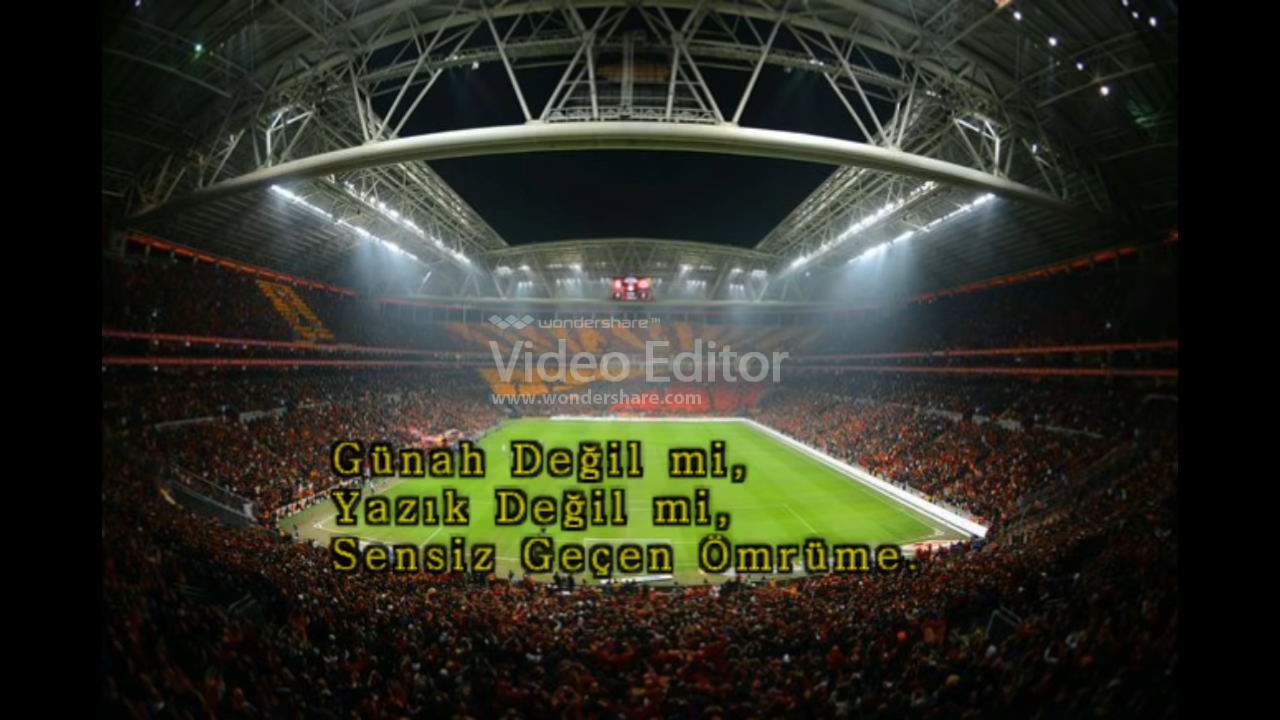 wondershare™
Video Editor
www.wondershare.com
Günah Değil mi,
Yazık Değil mi,
Sensiz Geçen Ömrüme.